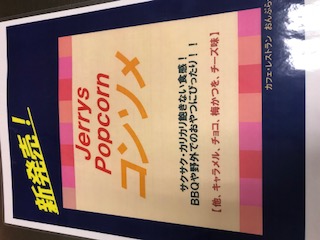 新発売！
Jerrys
Popcorn
コンソメ
サクサク・カリカリ飽きない食感！
BBQや野外でのおやつにぴったり！！
【他、キャラメル、チョコ、梅かつを、チーズ味】
カフェ・レストラン おんぷら